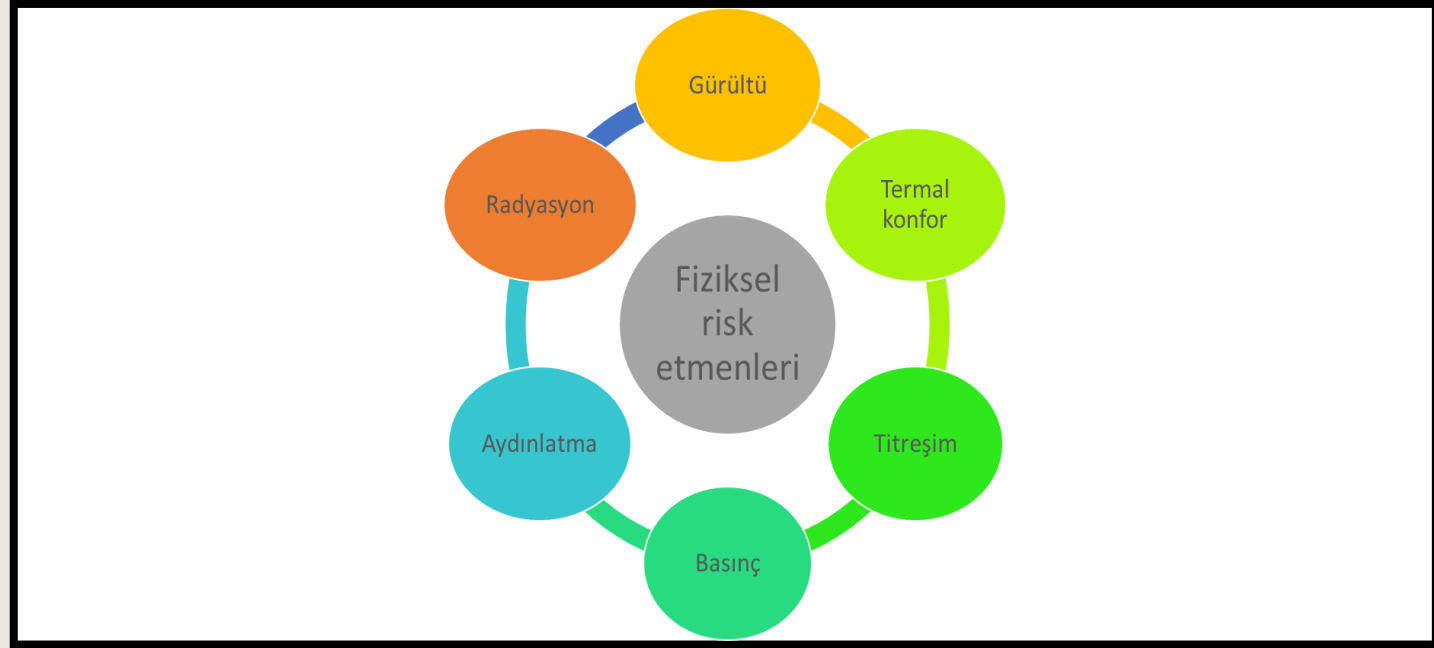 Gürültü
Termal
konfor
Titreşim
Basınç
Aydınlatma
Radyasyon
Fiziksel
risk
etmenleri